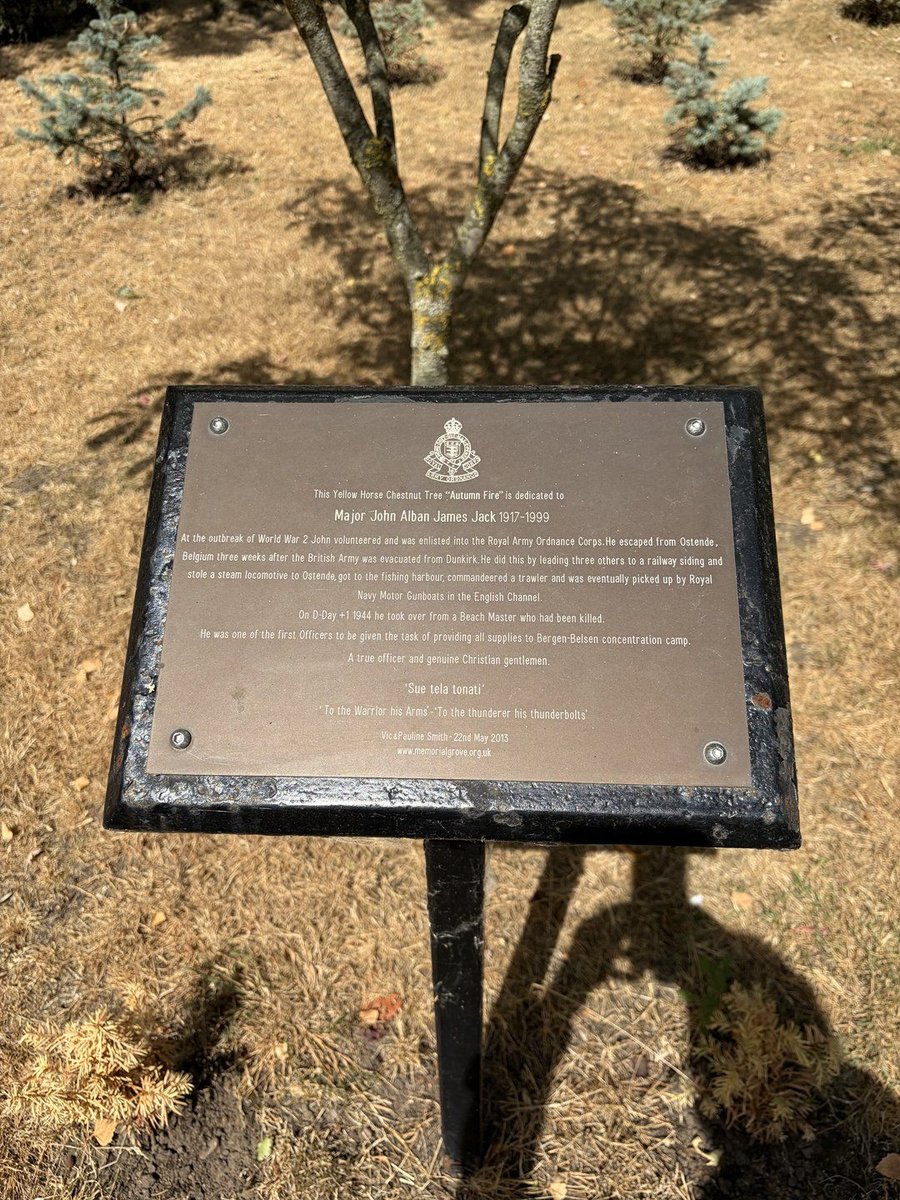 This Yellow Horse Chestnut Tree "Autumn Fire" is dedicated to
Major John Alban James Jack 1917-1999
At the outbreak of World War 2 John volunteered and was enlisted into the Royal Army Ordnance Corps. He escaped from Ostende,
Belgium three weeks after the British Army was evacuated from Dunkirk. He did this by leading three others to a railway siding and
stole a steam locomotive to Ostende, got to the fishing harbour, commandeered a trawler and was eventually picked up by Royal
Navy Motor Gunboats in the English Channel.
On D-Day +1 1944 he took over from a Beach Master who had been killed.
He was one of the first Officers to be given the task of providing all supplies to Bergen-Belsen concentration camp.
A true officer and genuine Christian gentlemen.
'Sue tela tonati'
'To the Warrior his Arms' - 'To the thunderer his thunderbolts'
Vic & Pauline Smith - 22nd May 2013
www.memorialgrove.org.uk